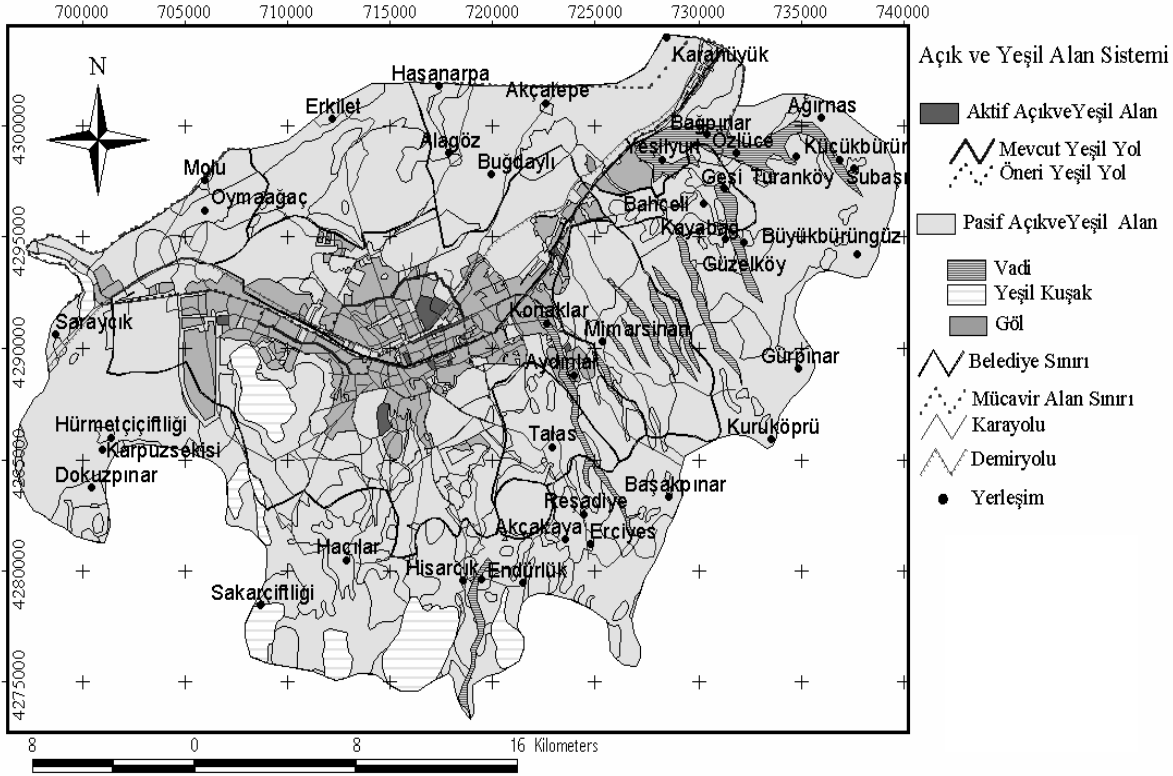 700000 705000 710000 715000 720000 725000 730000 735000 740000
Açık ve Yeşil Alan Sistemi
Aktif AçıkveYeşil Alan
Mevcut Yeşil Yol
Öneri Yeşil Yol
Pasif AçıkveYeşil Alan
Vadi
Yeşil Kuşak
Göl
Belediye Sınırı
Mücavir Alan Sınırı
Karayolu
Demiryolu
Yerleşim
N
4300000
4295000
4290000
4285000
4280000
4275000
Karahüyük
Hasanarpa
Akçatepe
Erkilet
Ağırnas
Bağpınar
Alagöz
Özlüce
Yeşilyurt
Küçükbürün
Buğdaylı
Molu
Gesi
Turanköy
Subaşı
Oymaağaç
Bahçeli
Kayabağ
Büyükbürüngüz
Güzelköy
Konaklar
Saraycık
Mimarsinan
Aydınlar
Gürpınar
Hürmetçiçiftliği
Karpuzsekisi
Talas
Kuruköprü
Dokuzpınar
Başakpınar
Reşadiye
Akçakaya
Erciyes
Hacılar
Hisarcık
Endürlük
Sakarçiftliği
8 0 8 16 Kilometers